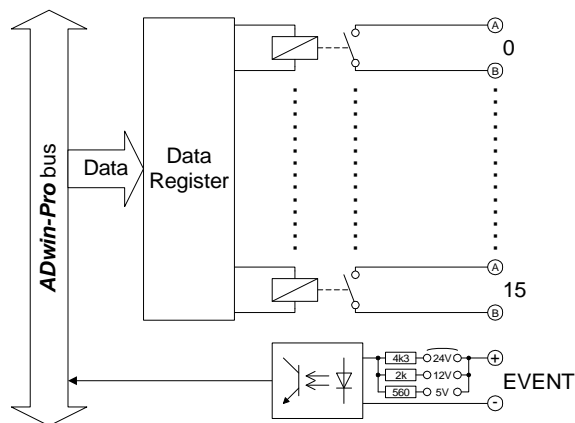 ADwin-Pro bus
Data
Data
Register
A
0
B
A
15
B
4k3 24V +
2k 12V EVENT
560 5V -